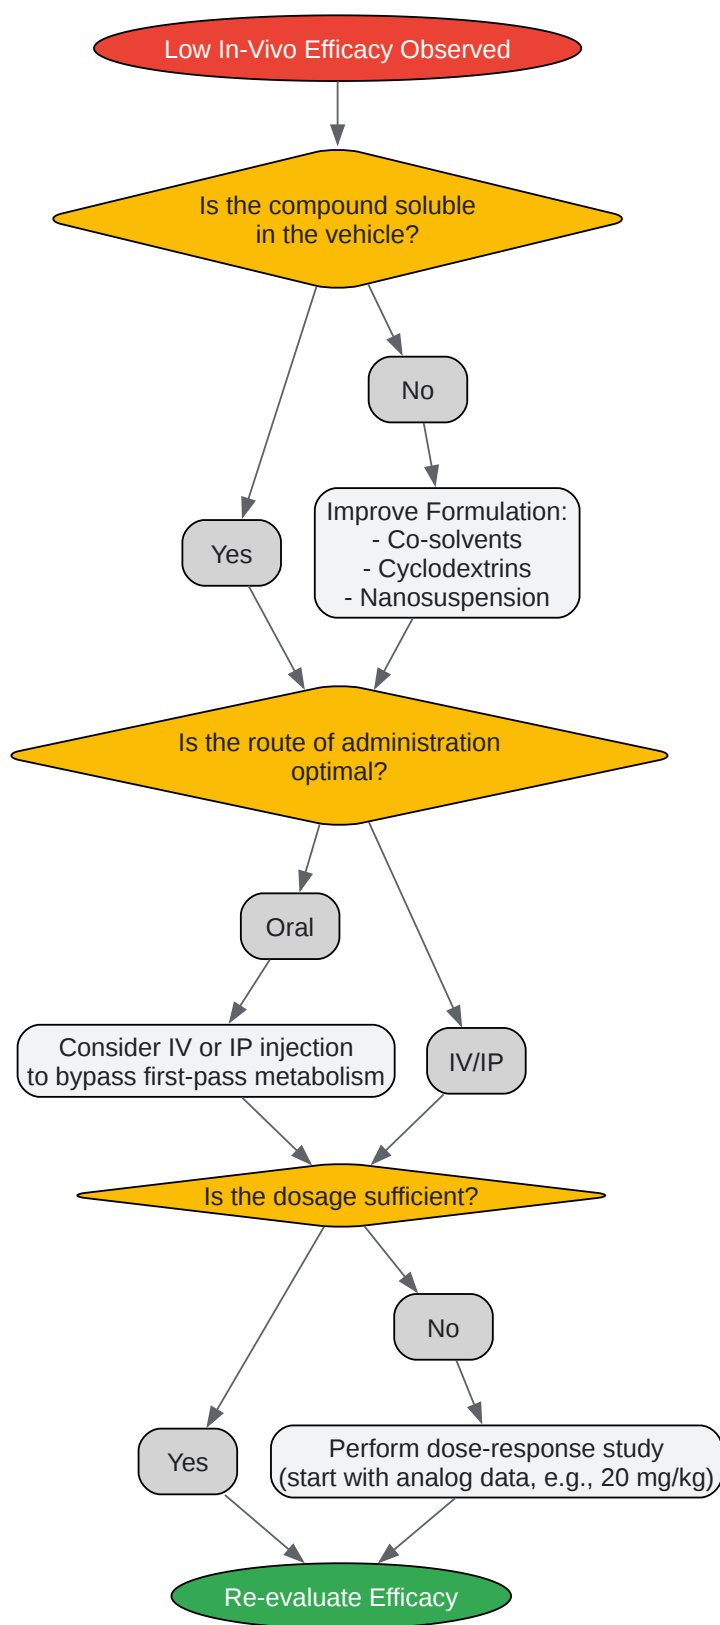 Low In-Vivo Efficacy Observed
Is the compound soluble
in the vehicle?
No
Improve Formulation:
- Co-solvents
- Cyclodextrins
- Nanosuspension
Yes
Is the route of administration
optimal?
Oral
Consider IV or IP injection
to bypass first-pass metabolism
IV/IP
Is the dosage sufficient?
No
Yes
Perform dose-response study
(start with analog data, e.g., 20 mg/kg)
Re-evaluate Efficacy